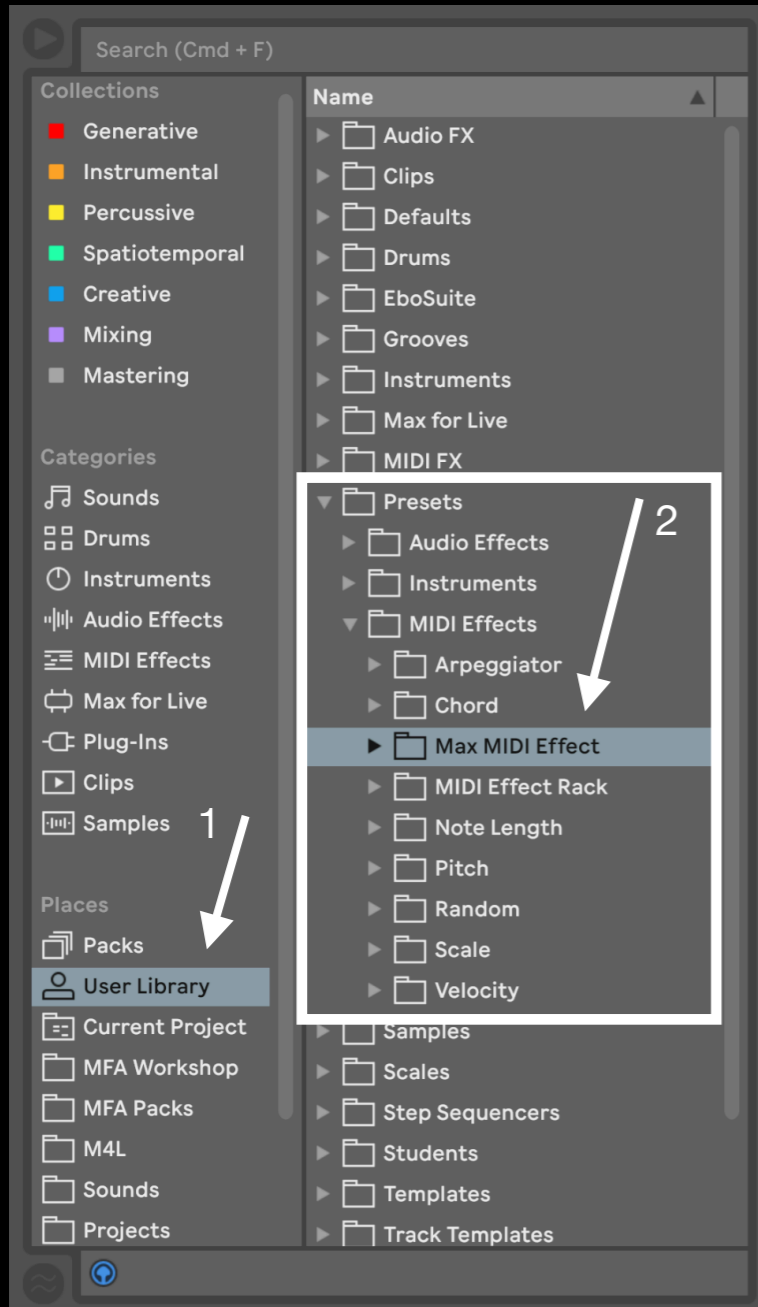 Search (Cmd + F)
Collections
Generative
Instrumental
Percussive
Spatiotemporal
Creative
Mixing
Mastering
Categories
Sounds
Drums
Instruments
Audio Effects
MIDI Effects
Max for Live
Plug-Ins
Clips
Samples
1
Places
Packs
User Library
Current Project
MFA Workshop
MFA Packs
M4L
Sounds
Projects
Name
Audio FX
Clips
Defaults
Drums
EboSuite
Grooves
Instruments
Max for Live
MIDI FX
Presets
2
Audio Effects
Instruments
MIDI Effects
Arpeggiator
Chord
Max MIDI Effect
MIDI Effect Rack
Note Length
Pitch
Random
Scale
Velocity
Samples
Scales
Step Sequencers
Students
Templates
Track Templates